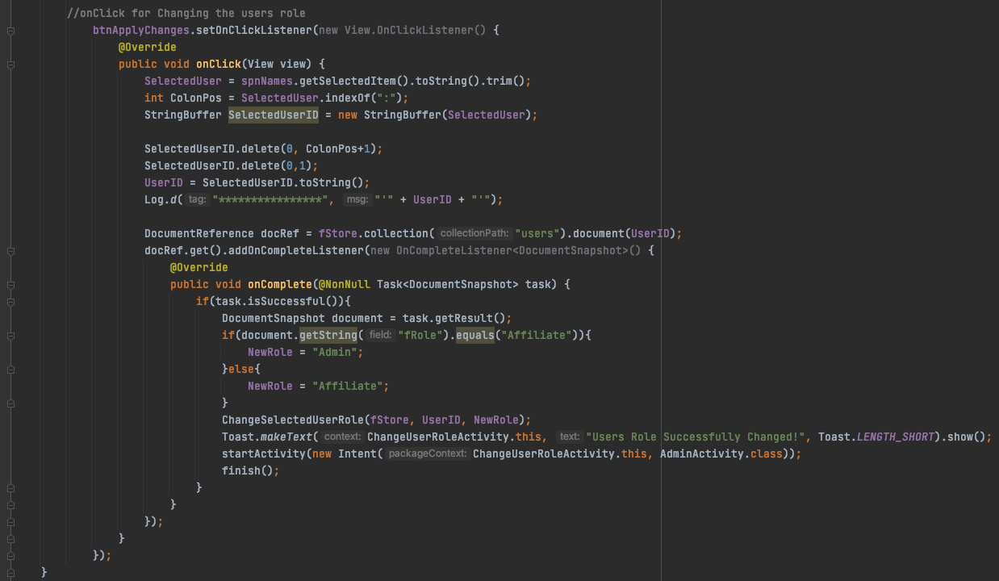 //onClick for Changing the users role
btnApplyChanges.setOnClickListener(new View.OnClickListener() {
@Override
public void onClick(View view) {
SelectedUser = spnNames.getSelectedItem().toString().trim();
int ColonPos = SelectedUser.indexOf(":");
StringBuffer SelectedUserID = new StringBuffer(SelectedUser);
SelectedUserID.delete(0, ColonPos+1);
SelectedUserID.delete(0,1);
UserID = SelectedUserID.toString();
Log.d( tag: "****************", msg: "'" + UserID + "'");
DocumentReference docRef = fStore.collection( collectionPath: "users").document(UserID);
docRef.get().addOnCompleteListener(new OnCompleteListener<DocumentSnapshot>() {
@Override
public void onComplete(@NonNull Task<DocumentSnapshot> task) {
if(task.isSuccessful()){
DocumentSnapshot document = task.getResult();
if(document.getString( field: "fRole").equals("Affiliate")){
NewRole = "Admin";
}else{
NewRole = "Affiliate";
}
ChangeSelectedUserRole(fStore, UserID, NewRole);
Toast.makeText( context: ChangeUserRoleActivity.this, text: "Users Role Successfully Changed!", Toast.LENGTH_SHORT).show();
startActivity(new Intent( packageContext: ChangeUserRoleActivity.this, AdminActivity.class));
finish();
}
}
});
}
});
}